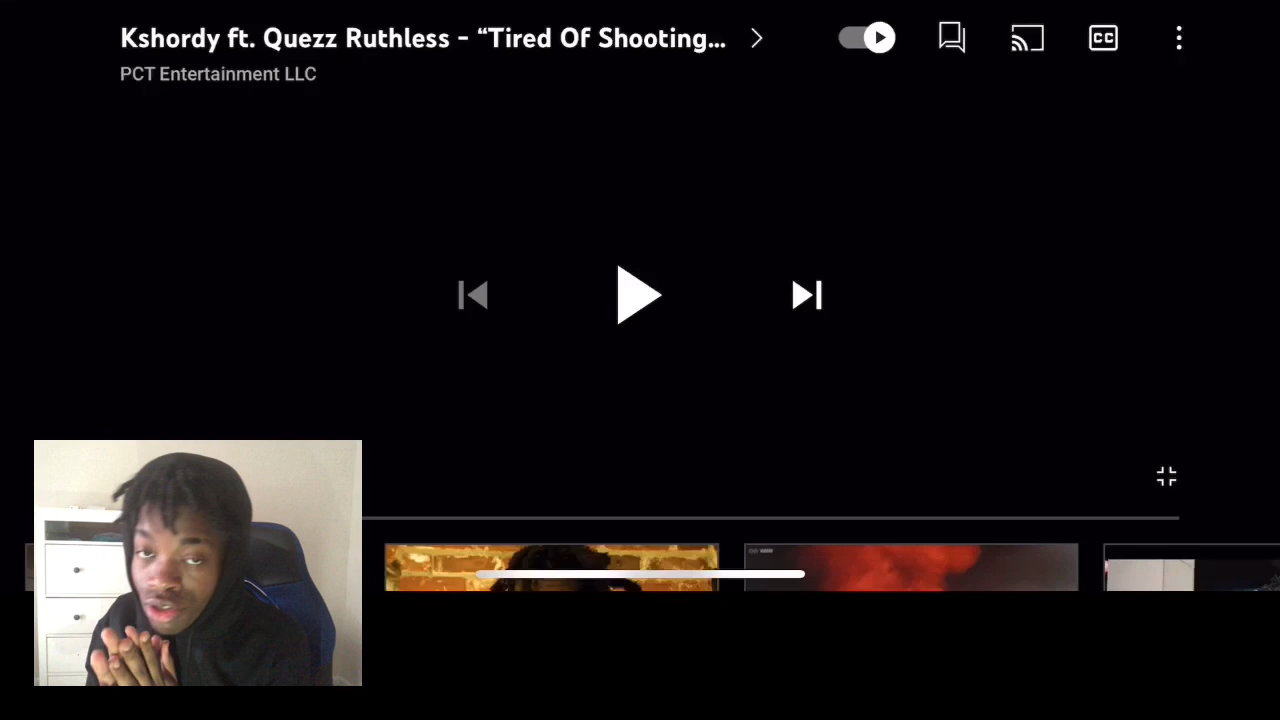 Kshordy ft. Quezz Ruthless - “Tired Of Shooting...
PCT Entertainment LLC
CC